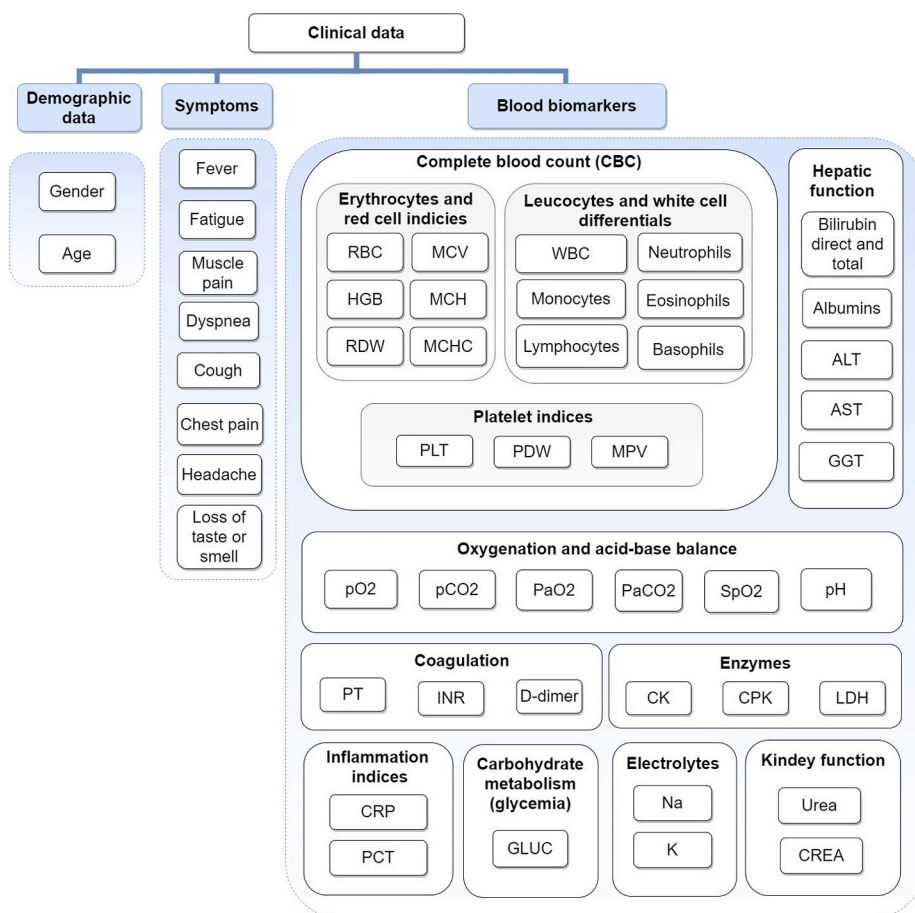 Clinical data
Demographic
data
Symptoms
Blood biomarkers
Gender
Age
Fever
Fatigue
Muscle
pain
Dyspnea
Cough
Chest pain
Headache
Loss of
taste or
smell
Complete blood count (CBC)
Erythrocytes and
red cell indicies
RBC
MCV
HGB
MCH
RDW
MCHC
Leucocytes and white cell
differentials
WBC
Neutrophils
Monocytes
Eosinophils
Lymphocytes
Basophils
Platelet indices
PLT
PDW
MPV
Hepatic
function
Bilirubin
direct and
total
Albumins
ALT
AST
GGT
Oxygenation and acid-base balance
pO2
pCO2
PaO2
PaCO2
SpO2
pH
Coagulation
PT
INR
D-dimer
Enzymes
CK
CPK
LDH
Inflammation
indices
CRP
PCT
Carbohydrate
metabolism
(glycemia)
GLUC
Electrolytes
Na
K
Kindey function
Urea
CREA